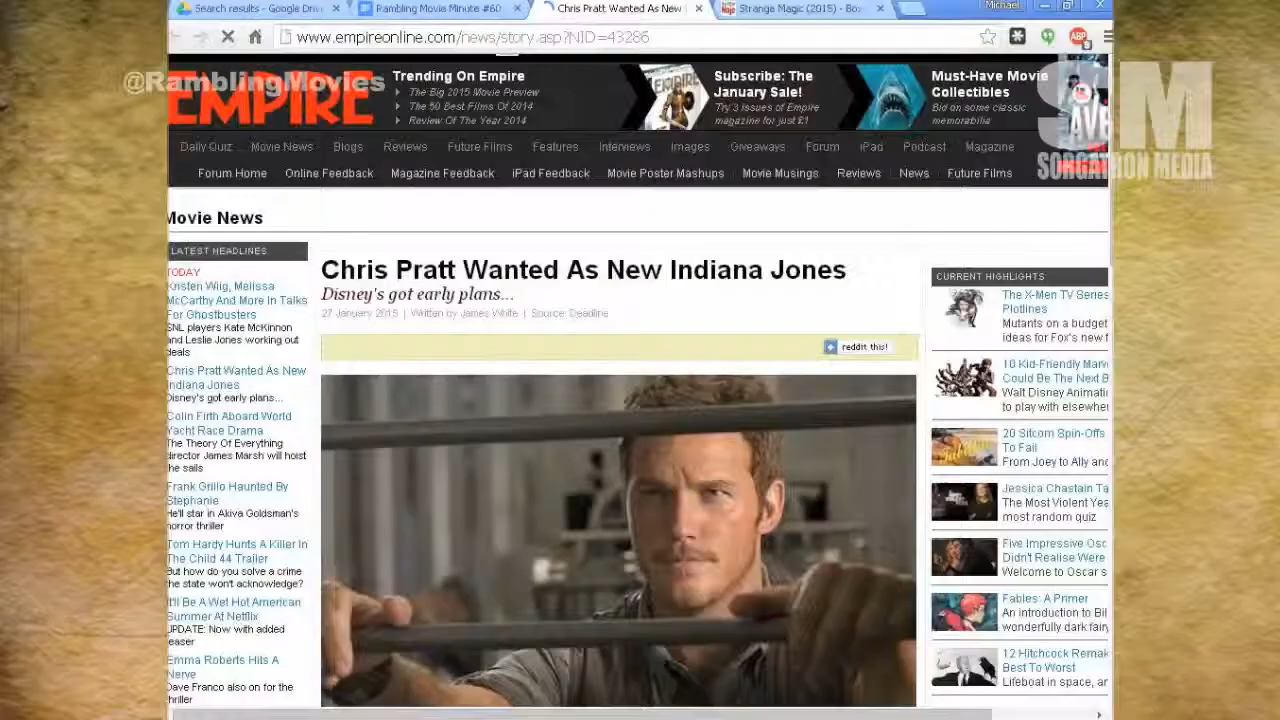 Search results - Google Driv
Rambling Movie Minute #60
Chris Pratt Wanted As New
Strange Magic (2015) - Box
Michael
www.empireonline.com/news/story.asp?NID=43286
@RamblingMovies
EMPIRE
Trending On Empire
The Big 2015 Movie Preview
The 50 Best Films Of 2014
Review Of The Year 2014
Subscribe: The
January Sale!
Try 3 issues of Empire
magazine for just £1
Must-Have Movie
Collectibles
Bid on some classic
memorabilia
SM
SORGATRON MEDIA
Daily Quiz Movie News Blogs Reviews Future Films Features Interviews Images Giveaways Forum iPad Podcast Magazine
Forum Home Online Feedback Magazine Feedback iPad Feedback Movie Poster Mashups Movie Musings Reviews News Future Films
Movie News
LATEST HEADLINES
TODAY
Kristen Wiig, Melissa
McCarthy And More In Talks
For Ghostbusters
SNL players Kate McKinnon
and Leslie Jones working out
deals
Chris Pratt Wanted As New
Indiana Jones
Disney's got early plans...
Colin Firth Aboard World
Yacht Race Drama
The Theory Of Everything
director James Marsh will hoist
the sails
Frank Grillo Haunted By
Stephanie
He'll star in Akiva Goldsman's
horror thriller
Tom Hardy Hunts A Killer In
The Child 44 Trailer
But how do you solve a crime
the state won't acknowledge?
It'll Be A Wet Hot American
Summer At Netflix
UPDATE: Now with added
teaser
Emma Roberts Hits A
Nerve
Dave Franco also on for the
thriller
Chris Pratt Wanted As New Indiana Jones
Disney's got early plans...
27 January 2015 | Written by James White | Source: Deadline
reddit this!
CURRENT HIGHLIGHTS
The X-Men TV Series
Plotlines
Mutants on a budget
ideas for Fox's new f
10 Kid-Friendly Marv
Could Be The Next B
Walt Disney Animati
to play with elsewher
20 Sitcom Spin-Offs
To Fail
From Joey to Ally and
Jessica Chastain Ta
The Most Violent Yea
most random quiz
Five Impressive Osc
Didn't Realise Were
Welcome to Oscar's
Fables: A Primer
An introduction to Bil
wonderfully dark fairy
12 Hitchcock Remak
Best To Worst
Lifeboat in space, ar